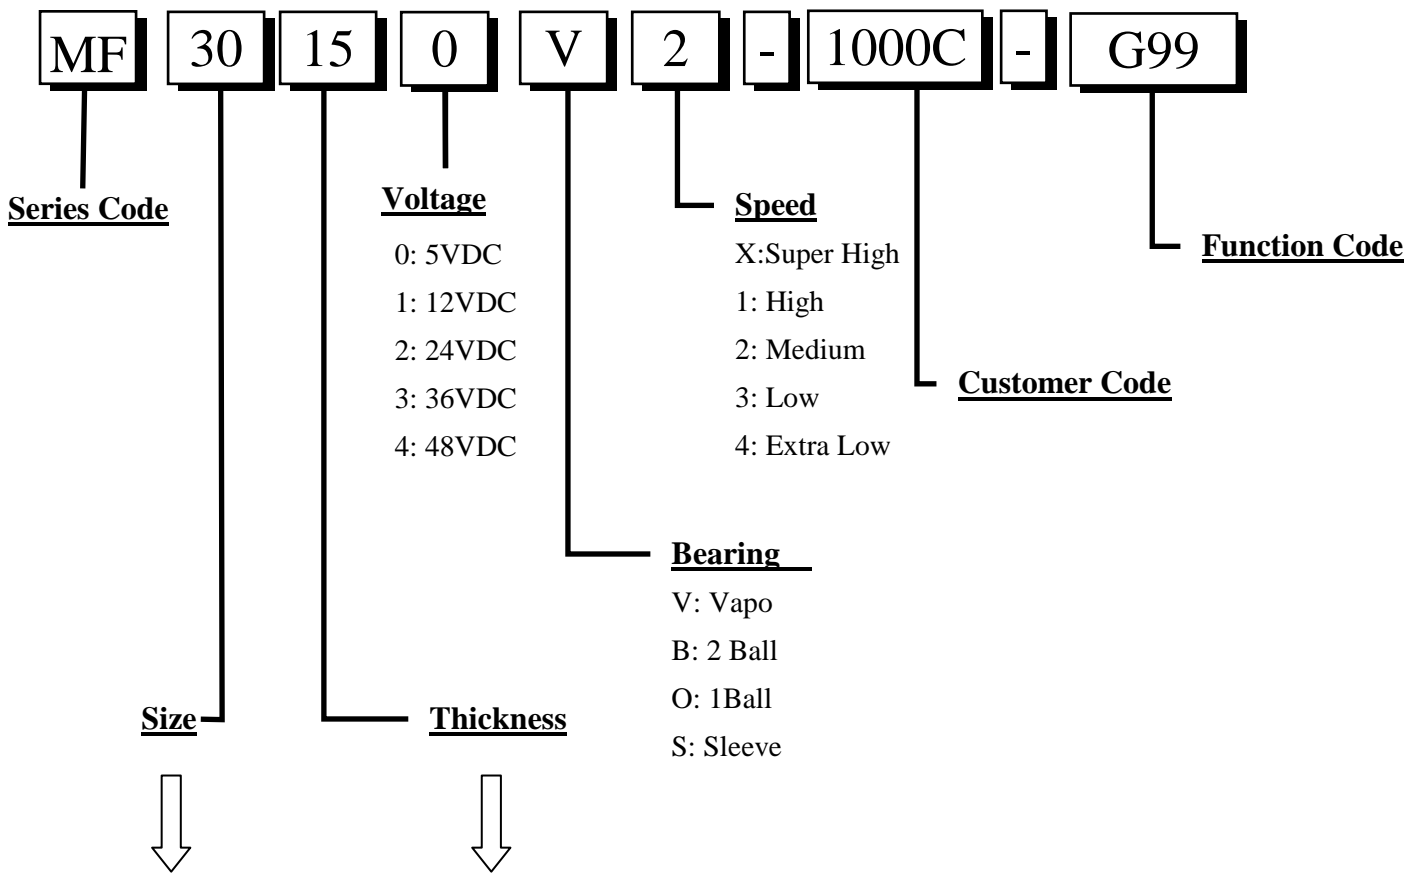 MF 30 15 0 V 2 - 1000C - G99
Series Code
Voltage
0: 5VDC
1: 12VDC
2: 24VDC
3: 36VDC
4: 48VDC
Speed
X:Super High
1: High
2: Medium
3: Low
4: Extra Low
Function Code
Customer Code
Bearing
V: Vapo
B: 2 Ball
O: 1Ball
S: Sleeve
Size
Thickness